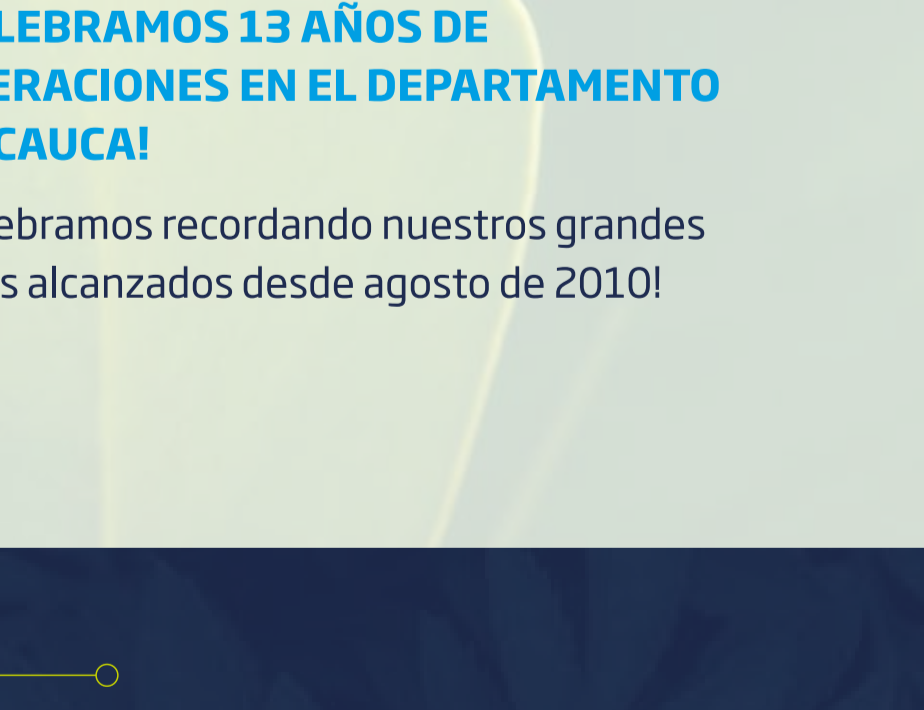 LEBRAMOS 13 AÑOS DE
ERACIONES EN EL DEPARTAMENTO
CAUCA!
ebramos recordando nuestros grandes
s alcanzados desde agosto de 2010!